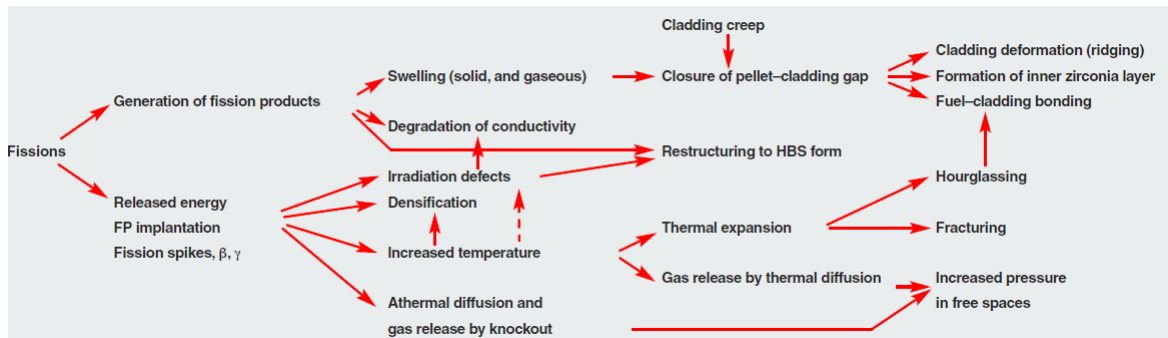 Cladding creep
Cladding deformation (ridging)
Swelling (solid, and gaseous)
Closure of pellet–cladding gap
Formation of inner zirconia layer
Generation of fission products
Fuel–cladding bonding
Degradation of conductivity
Fissions
Restructuring to HBS form
Irradiation defects
Hourglassing
Released energy
Densification
FP implantation
Thermal expansion
Fracturing
Fission spikes, β, γ
Increased temperature
Gas release by thermal diffusion
Increased pressure
in free spaces
Athermal diffusion and
gas release by knockout